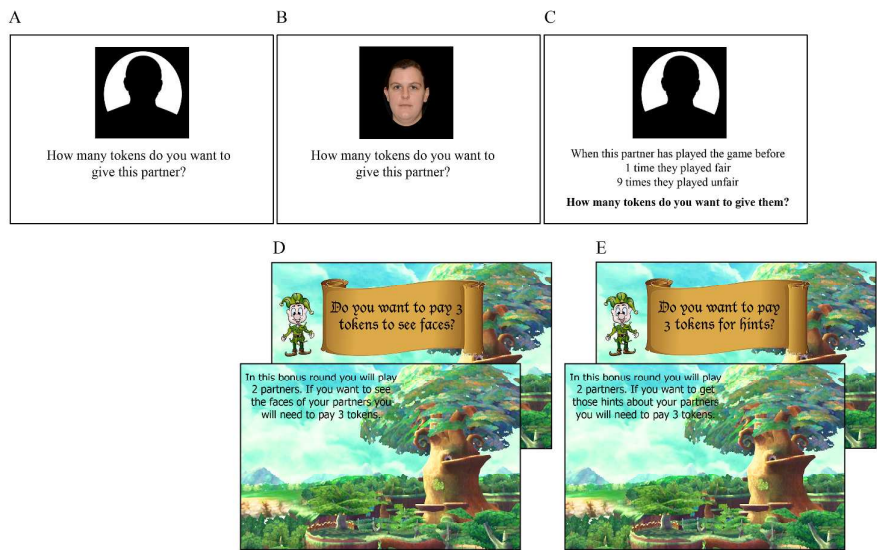 A
B
C
How many tokens do you want to
give this partner?
How many tokens do you want to
give this partner?
When this partner has played the game before
1 time they played fair
9 times they played unfair
How many tokens do you want to give them?
D
E
Do you want to pay 3
tokens to see faces?
Do you want to pay
3 tokens for hints?
In this bonus round you will play
2 partners. If you want to see
the faces of your partners you
will need to pay 3 tokens.
In this bonus round you will play
2 partners. If you want to get
those hints about your partners
you will need to pay 3 tokens.